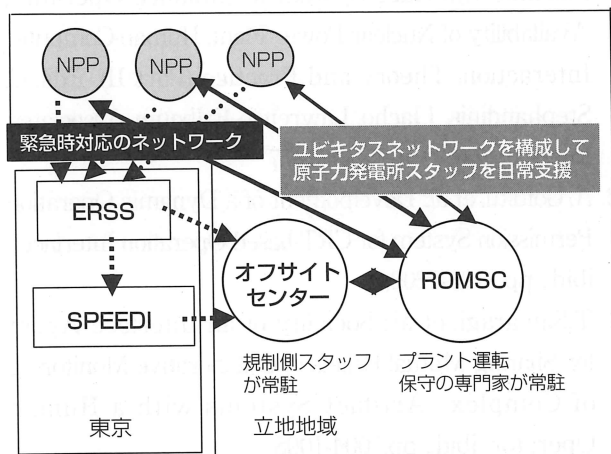 NPP NPP NPP
緊急時対応のネットワーク
ユビキタスネットワークを構成して
原子力発電所スタッフを日常支援
ERSS
SPEEDI
オフサイト
センター
ROMSC
規制側スタッフ
が常駐
プラント運転
保守の専門家が常駐
東京
立地地域